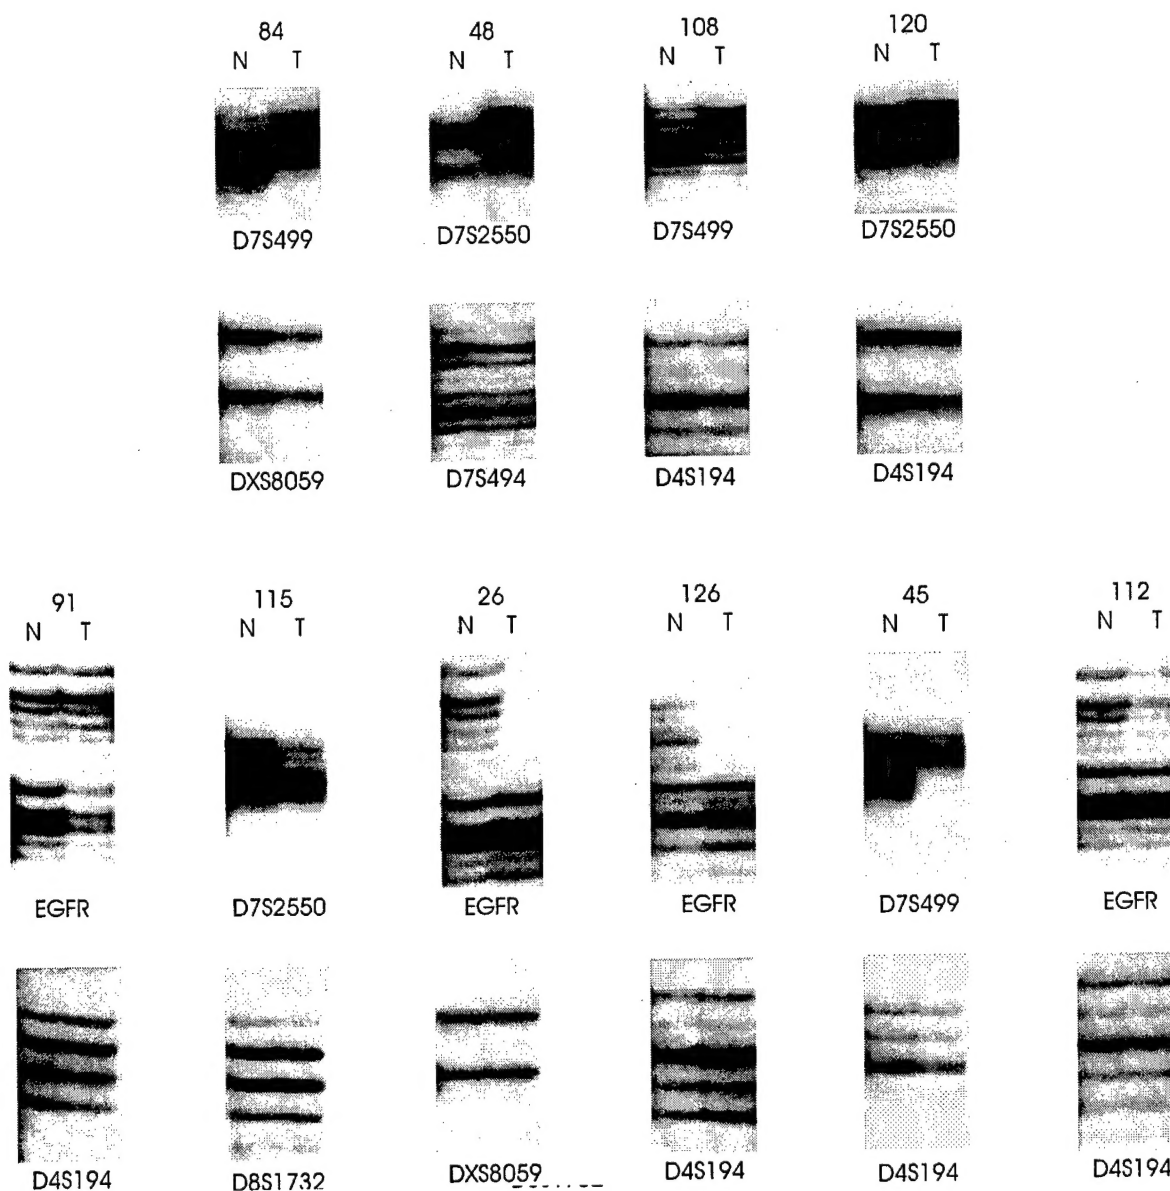 84 48 108 120
N T N T N T N T
D7S499 D7S2550 D7S499 D7S2550
DXS8059 D7S494 D4S194 D4S194
91 115 26 126 45 112
N T N T N T N T N T N T
EGFR D7S2550 EGFR EGFR D7S499 EGFR
D4S194 D8S1732 DXS8059 D4S194 D4S194 D4S194